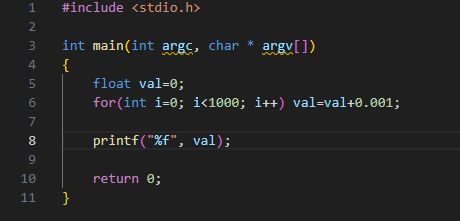 1 #include <stdio.h>
2
3 int main(int argc, char * argv[])
4 {
5     float val=0;
6     for(int i=0; i<1000; i++) val=val+0.001;
7
8     printf("%f", val);
9
10     return 0;
11 }